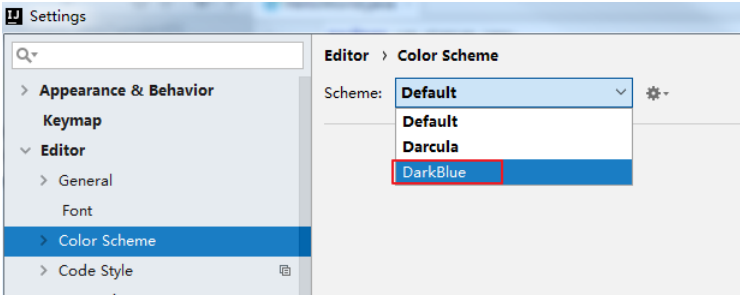 IJ Settings
Appearance & Behavior
Keymap
Editor
General
Font
Color Scheme
Code Style
Editor › Color Scheme
Scheme: Default
Default
Darcula
DarkBlue